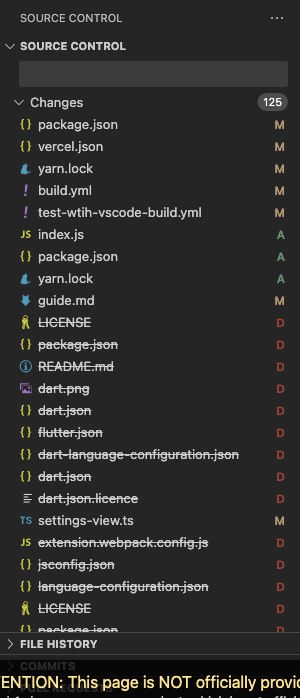 SOURCE CONTROL
SOURCE CONTROL
Changes 125
{} package.json M
{} vercel.json M
yarn.lock M
! build.yml M
! test-wtih-vscode-build.yml M
JS index.js A
{} package.json A
yarn.lock A
guide.md M
LICENSE D
{} package.json D
README.md D
dart.png D
{} dart.json D
{} flutter.json D
{} dart-language-configuration.json D
{} dart.json D
dart.json.licence D
TS settings-view.ts M
JS extension.webpack.config.js D
{} jsconfig.json D
{} language-configuration.json D
LICENSE D
{} package.json D
FILE HISTORY
COMMITS
ENTION: This page is NOT officially provid